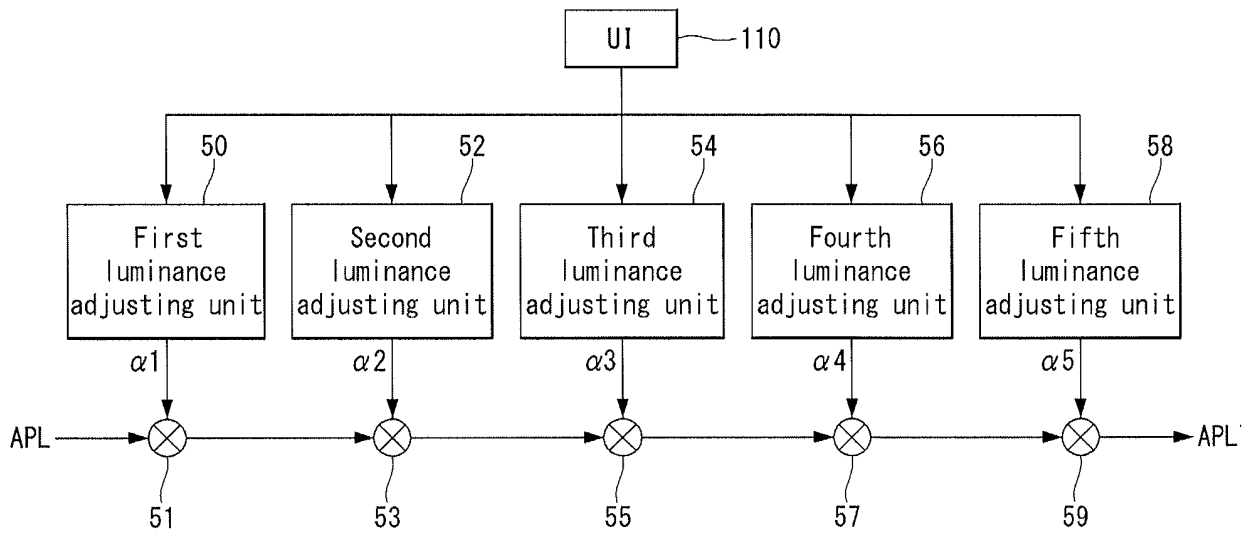 UI
110
50
52
54
56
58
First
luminance
adjusting unit
Second
luminance
adjusting unit
Third
luminance
adjusting unit
Fourth
luminance
adjusting unit
Fifth
luminance
adjusting unit
α1
α2
α3
α4
α5
APL
APL'
51
53
55
57
59